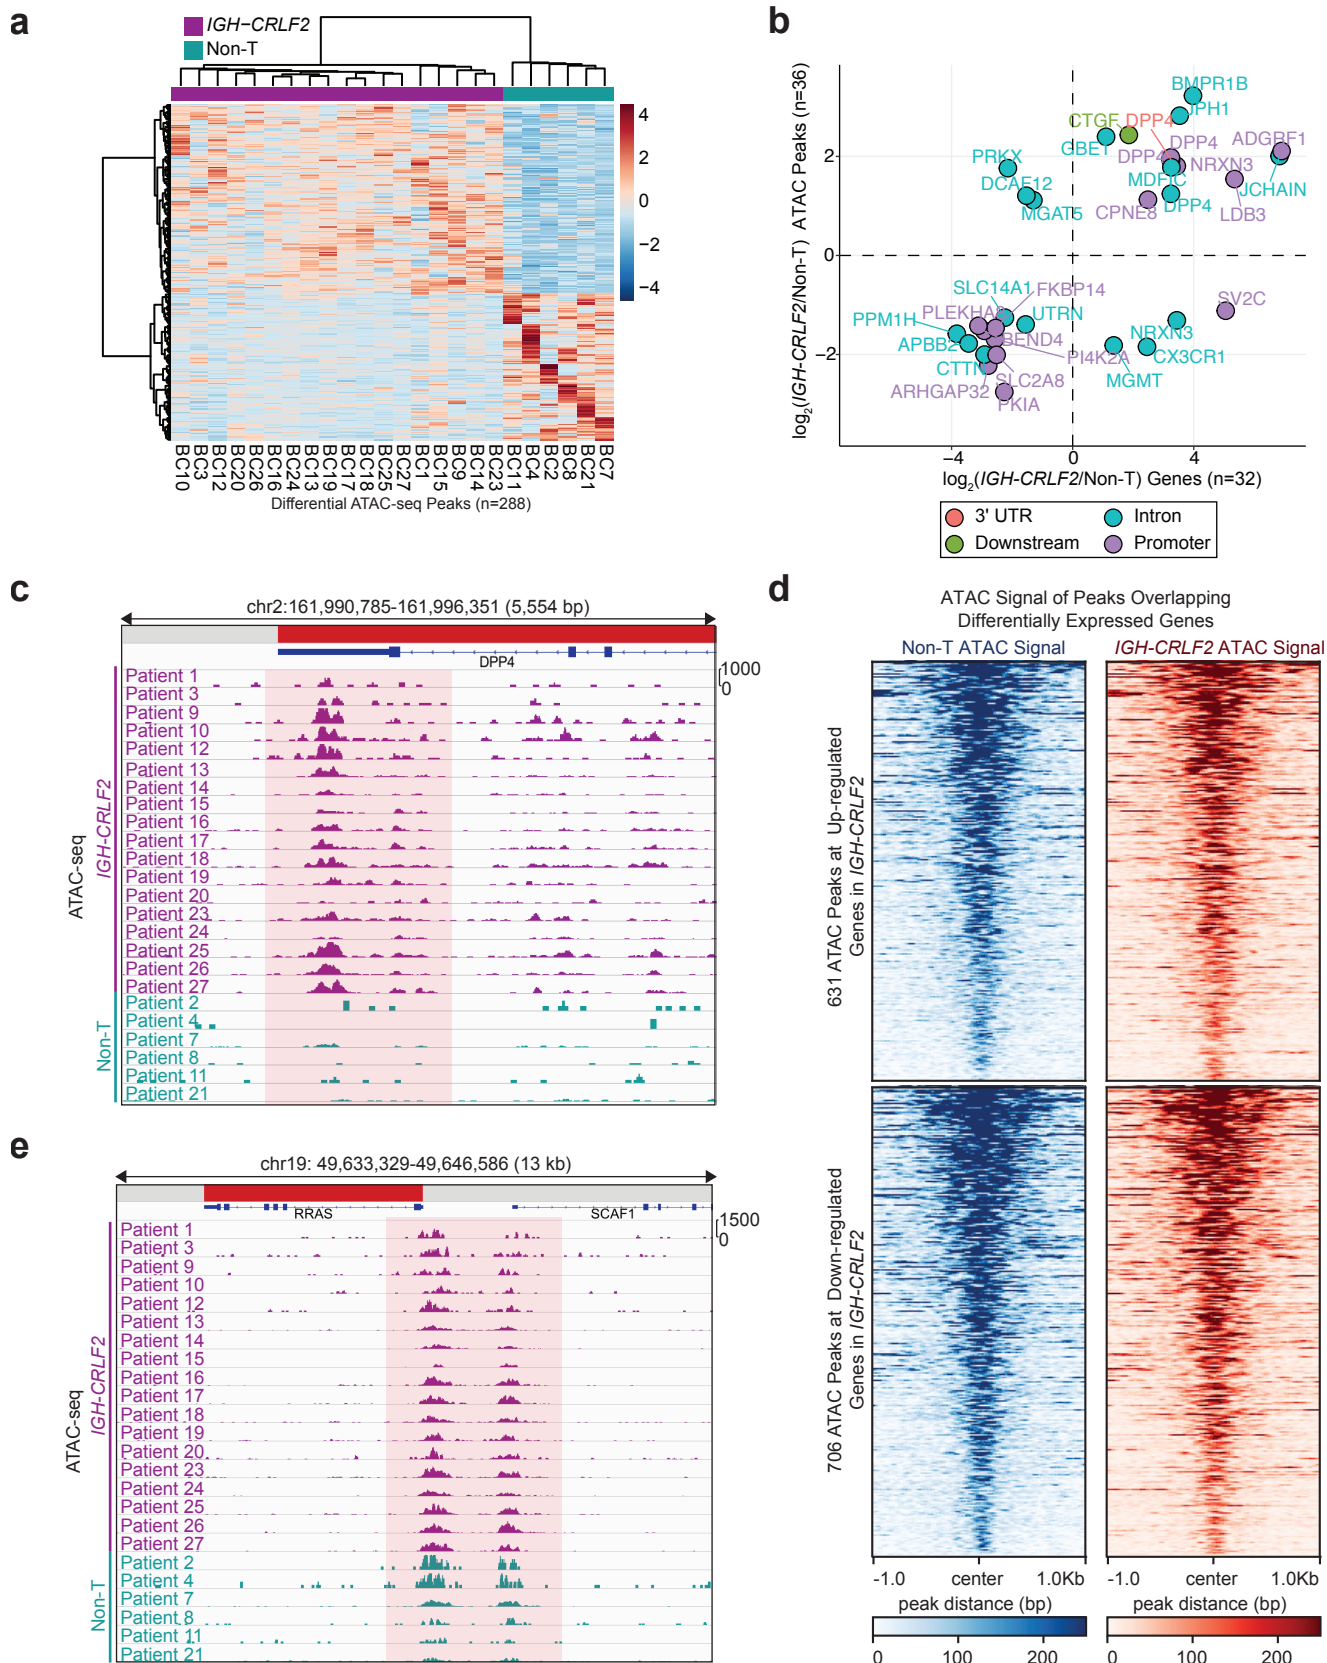 a
IGH−CRLF2
Non-T
4
2
0
−2
−4
BC10
BC3
BC12
BC20
BC26
BC16
BC24
BC13
BC19
BC17
BC18
BC25
BC27
BC1
BC15
BC9
BC14
BC23
BC11
BC4
BC2
BC8
BC21
BC7
Differential ATAC-seq Peaks (n=288)
b
log2(IGH-CRLF2/Non-T) ATAC Peaks (n=36)
2
0
−2
BMPR1B
JPH1
CTGF
DPP4
GBE1
DPP4
ADGRF1
DPP4
NRXN3
PRKX
MDFIC
JCHAIN
DCAF12
MGAT5
CPNE8
DPP4
LDB3
SLC14A1
FKBP14
SV2C
PLEKHA
UTRN
PPM1H
NRXN3
APBB2
BEND4
PI4K2A
CX3CR1
CTTN
SLC2A8
MGMT
ARHGAP32
PKIA
−4
0
4
log2(IGH-CRLF2/Non-T) Genes (n=32)
3' UTR
Intron
Downstream
Promoter
c
chr2:161,990,785-161,996,351 (5,554 bp)
DPP4
1000
0
ATAC-seq
IGH-CRLF2
Patient 1
Patient 3
Patient 9
Patient 10
Patient 12
Patient 13
Patient 14
Patient 15
Patient 16
Patient 17
Patient 18
Patient 19
Patient 20
Patient 23
Patient 24
Patient 25
Patient 26
Patient 27
Non-T
Patient 2
Patient 4
Patient 7
Patient 8
Patient 11
Patient 21
d
ATAC Signal of Peaks Overlapping
Differentially Expressed Genes
Non-T ATAC Signal
IGH-CRLF2 ATAC Signal
631 ATAC Peaks at Up-regulated
Genes in IGH-CRLF2
706 ATAC Peaks at Down-regulated
Genes in IGH-CRLF2
-1.0 center 1.0Kb
-1.0 center 1.0Kb
peak distance (bp)
peak distance (bp)
0 100 200
0 100 200
e
chr19: 49,633,329-49,646,586 (13 kb)
RRAS
SCAF1
1500
0
ATAC-seq
IGH-CRLF2
Patient 1
Patient 3
Patient 9
Patient 10
Patient 12
Patient 13
Patient 14
Patient 15
Patient 16
Patient 17
Patient 18
Patient 19
Patient 20
Patient 23
Patient 24
Patient 25
Patient 26
Patient 27
Non-T
Patient 2
Patient 4
Patient 7
Patient 8
Patient 11
Patient 21